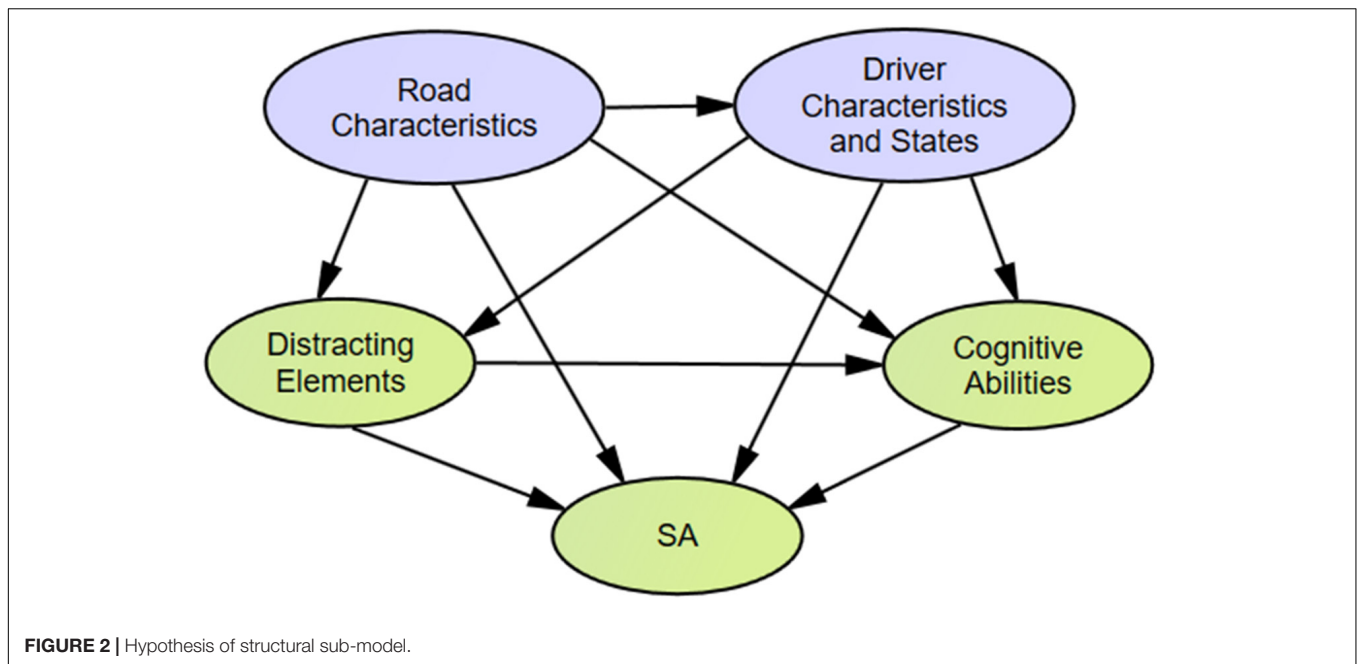 Road
Characteristics
Driver
Characteristics
and States
Distracting
Elements
Cognitive
Abilities
SA
FIGURE 2 | Hypothesis of structural sub-model.